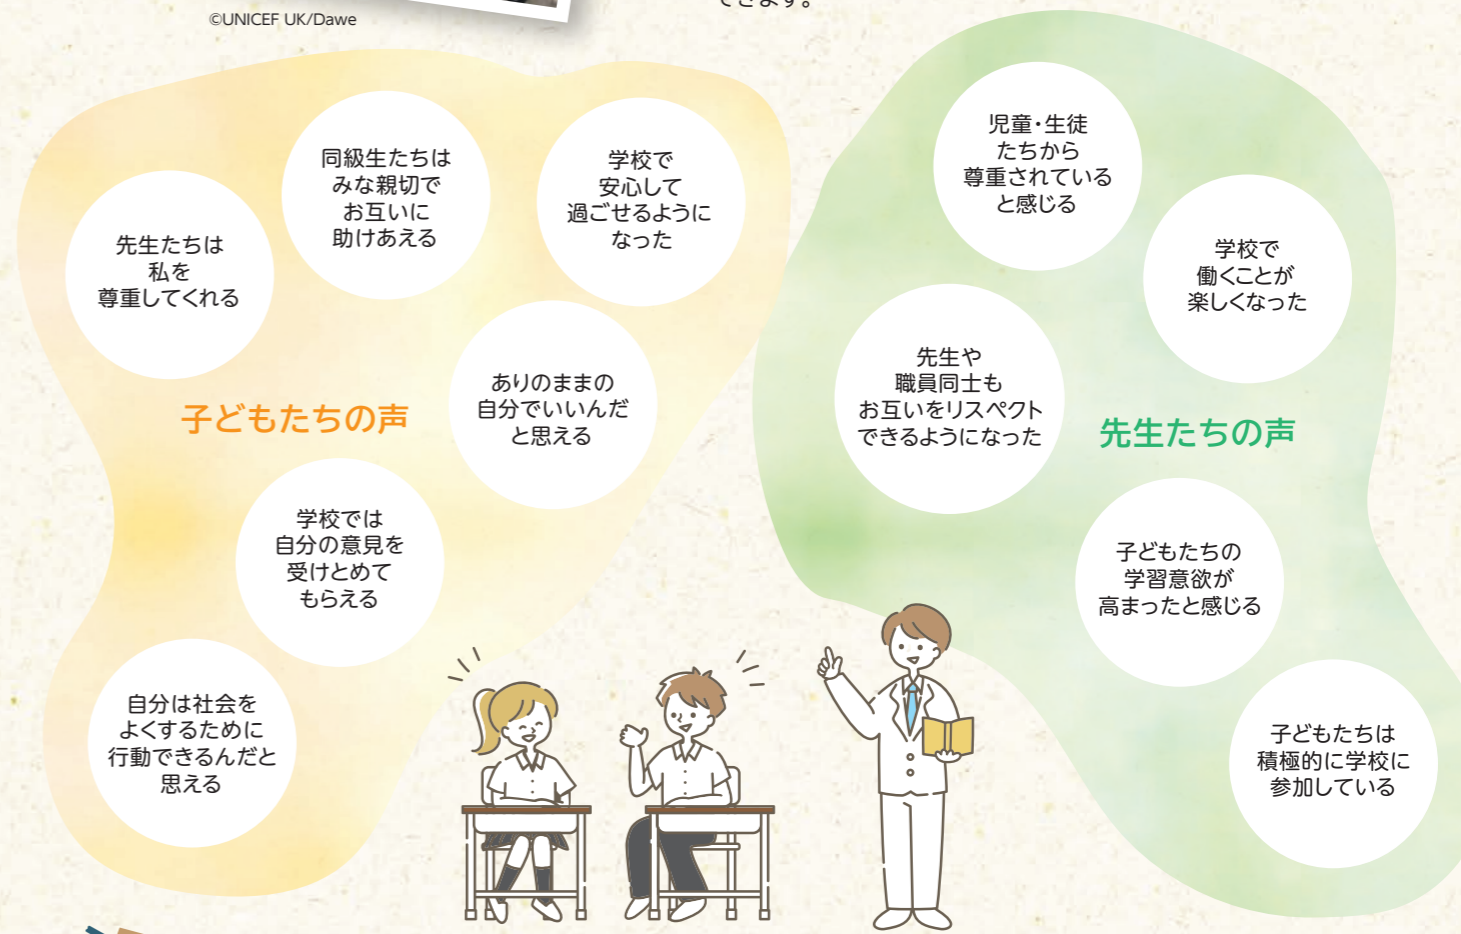 ©UNICEF UK/Dawe
できます。
同級生たちは
みな親切で
お互いに
助けあえる
学校で
安心して
過ごせるように
なった
先生たちは
私を
尊重してくれる
ありのままの
自分でいいんだ
と思える
子どもたちの声
学校では
自分の意見を
受けとめて
もらえる
自分は社会を
よくするために
行動できるんだと
思える
児童・生徒
たちから
尊重されている
と感じる
学校で
働くことが
楽しくなった
先生や
職員同士も
お互いをリスペクト
できるようになった
先生たちの声
子どもたちの
学習意欲が
高まったと感じる
子どもたちは
積極的に学校に
参加している